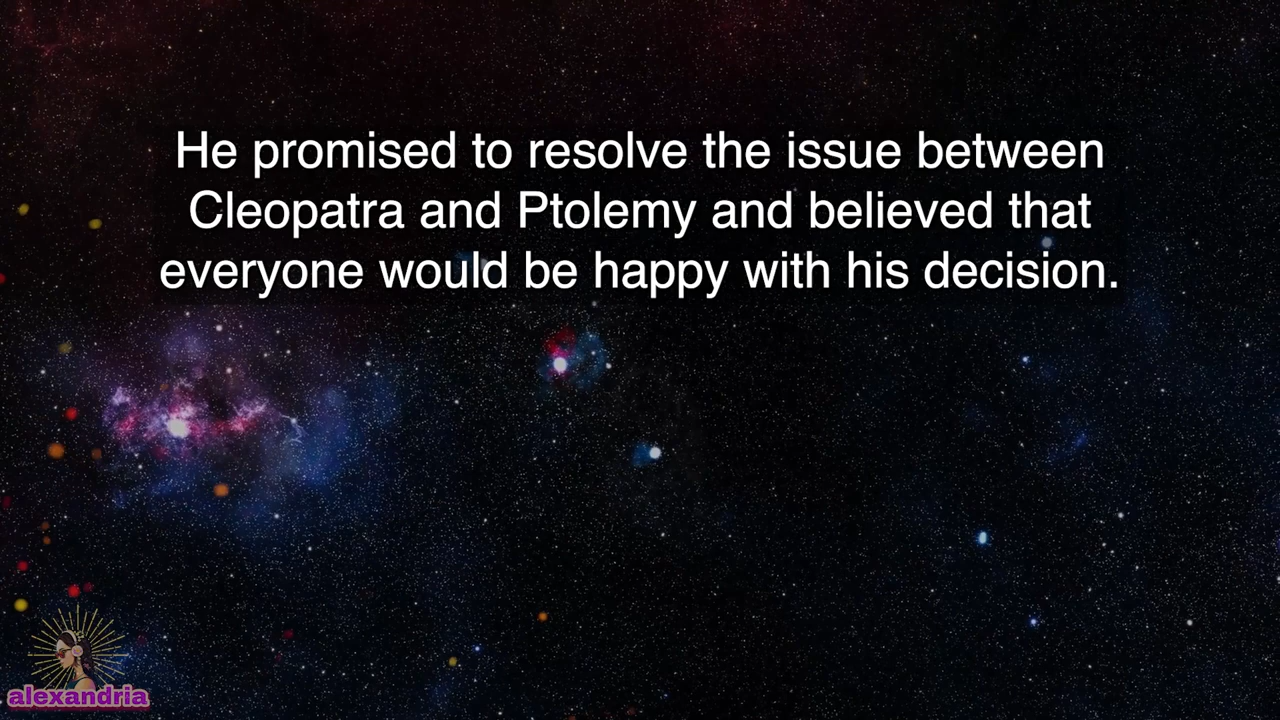 He promised to resolve the issue between
Cleopatra and Ptolemy and believed that
everyone would be happy with his decision.
alexandria